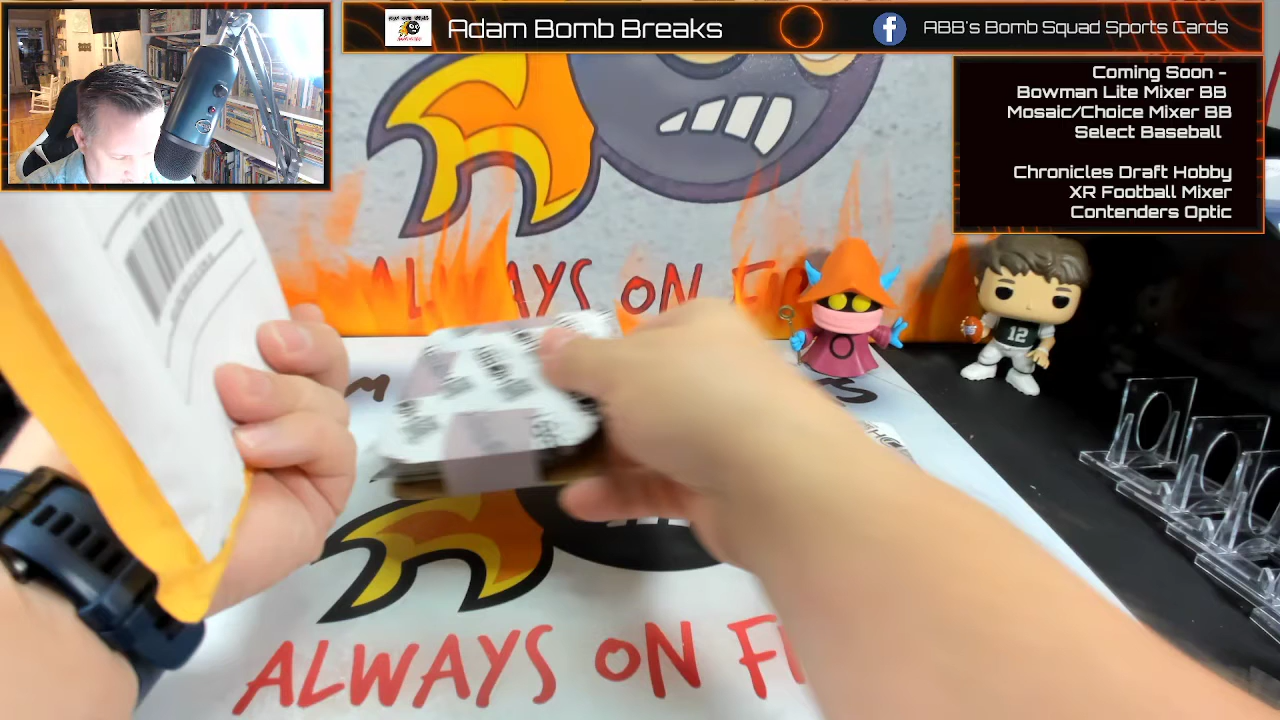 Adam Bomb Breaks
ABB's Bomb Squad Sports Cards
Coming Soon -
Bowman Lite Mixer BB
Mosaic/Choice Mixer BB
Select Baseball
Chronicles Draft Hobby
XR Football Mixer
Contenders Optic
ALWAYS ON FI
12
ALWAYS ON FI